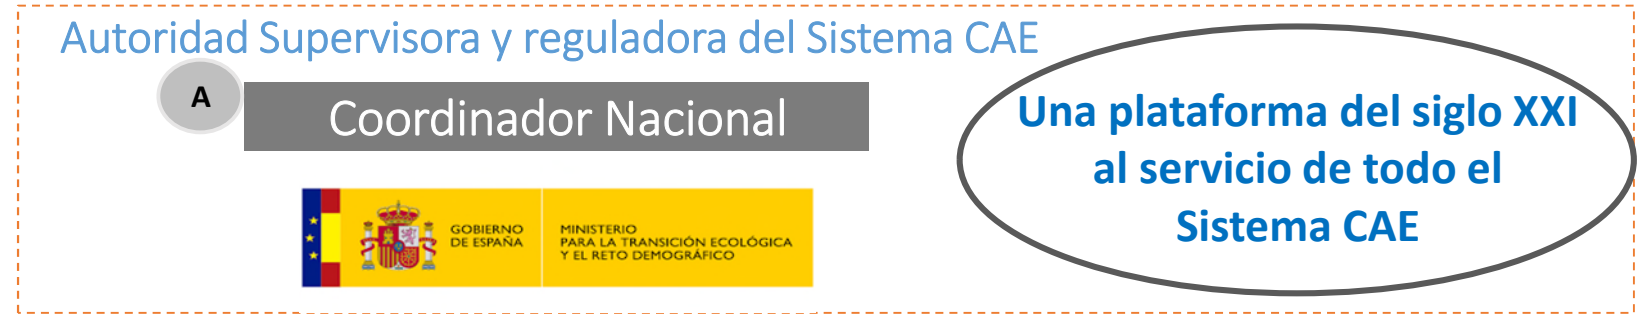 Autoridad Supervisora y reguladora del Sistema CAE
A
Coordinador Nacional
GOBIERNO
DE ESPAÑA
MINISTERIO
PARA LA TRANSICIÓN ECOLÓGICA
Y EL RETO DEMOGRÁFICO
Una plataforma del siglo XXI
al servicio de todo el
Sistema CAE